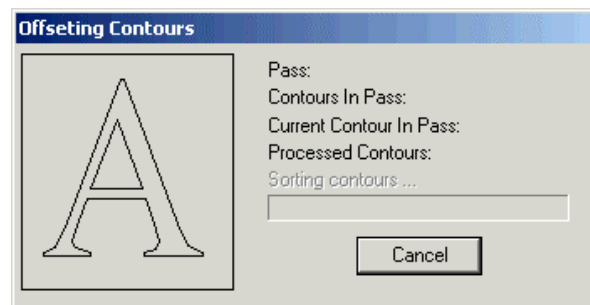 Offseting Contours
A
Pass:
Contours In Pass:
Current Contour In Pass:
Processed Contours:
Sorting contours ...
Cancel